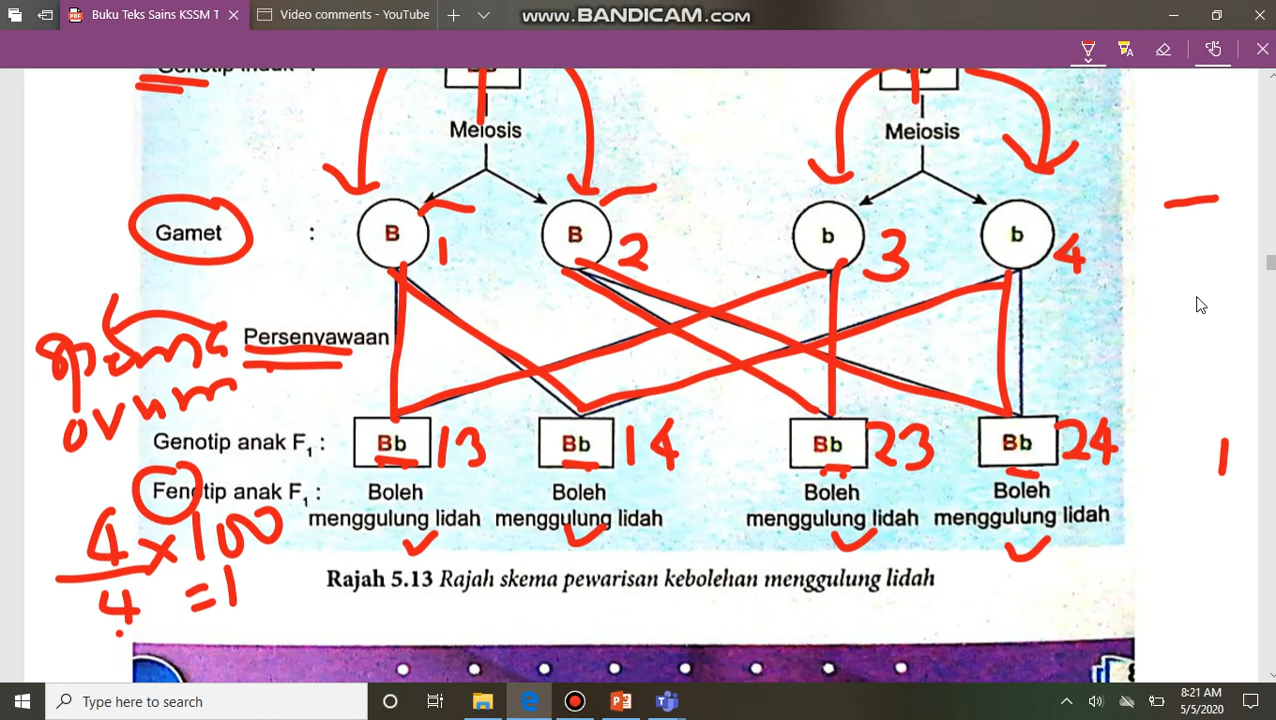 Buku Teks Sains KSSM T
Video comments - YouTube
www.BANDICAM.com
Meiosis
Meiosis
Gamet :
B
1
B
2
b
3
b
4
Persenyawaan
sperma
ovum
Genotip anak F1 :
Bb
13
Bb
14
Bb
23
Bb
24
Fenotip anak F1 :
Boleh
menggulung lidah
Boleh
menggulung lidah
Boleh
menggulung lidah
Boleh
menggulung lidah
4 x 100
4
= 1
Rajah 5.13 Rajah skema pewarisan kebolehan menggulung lidah
Type here to search
8:21 AM
5/5/2020